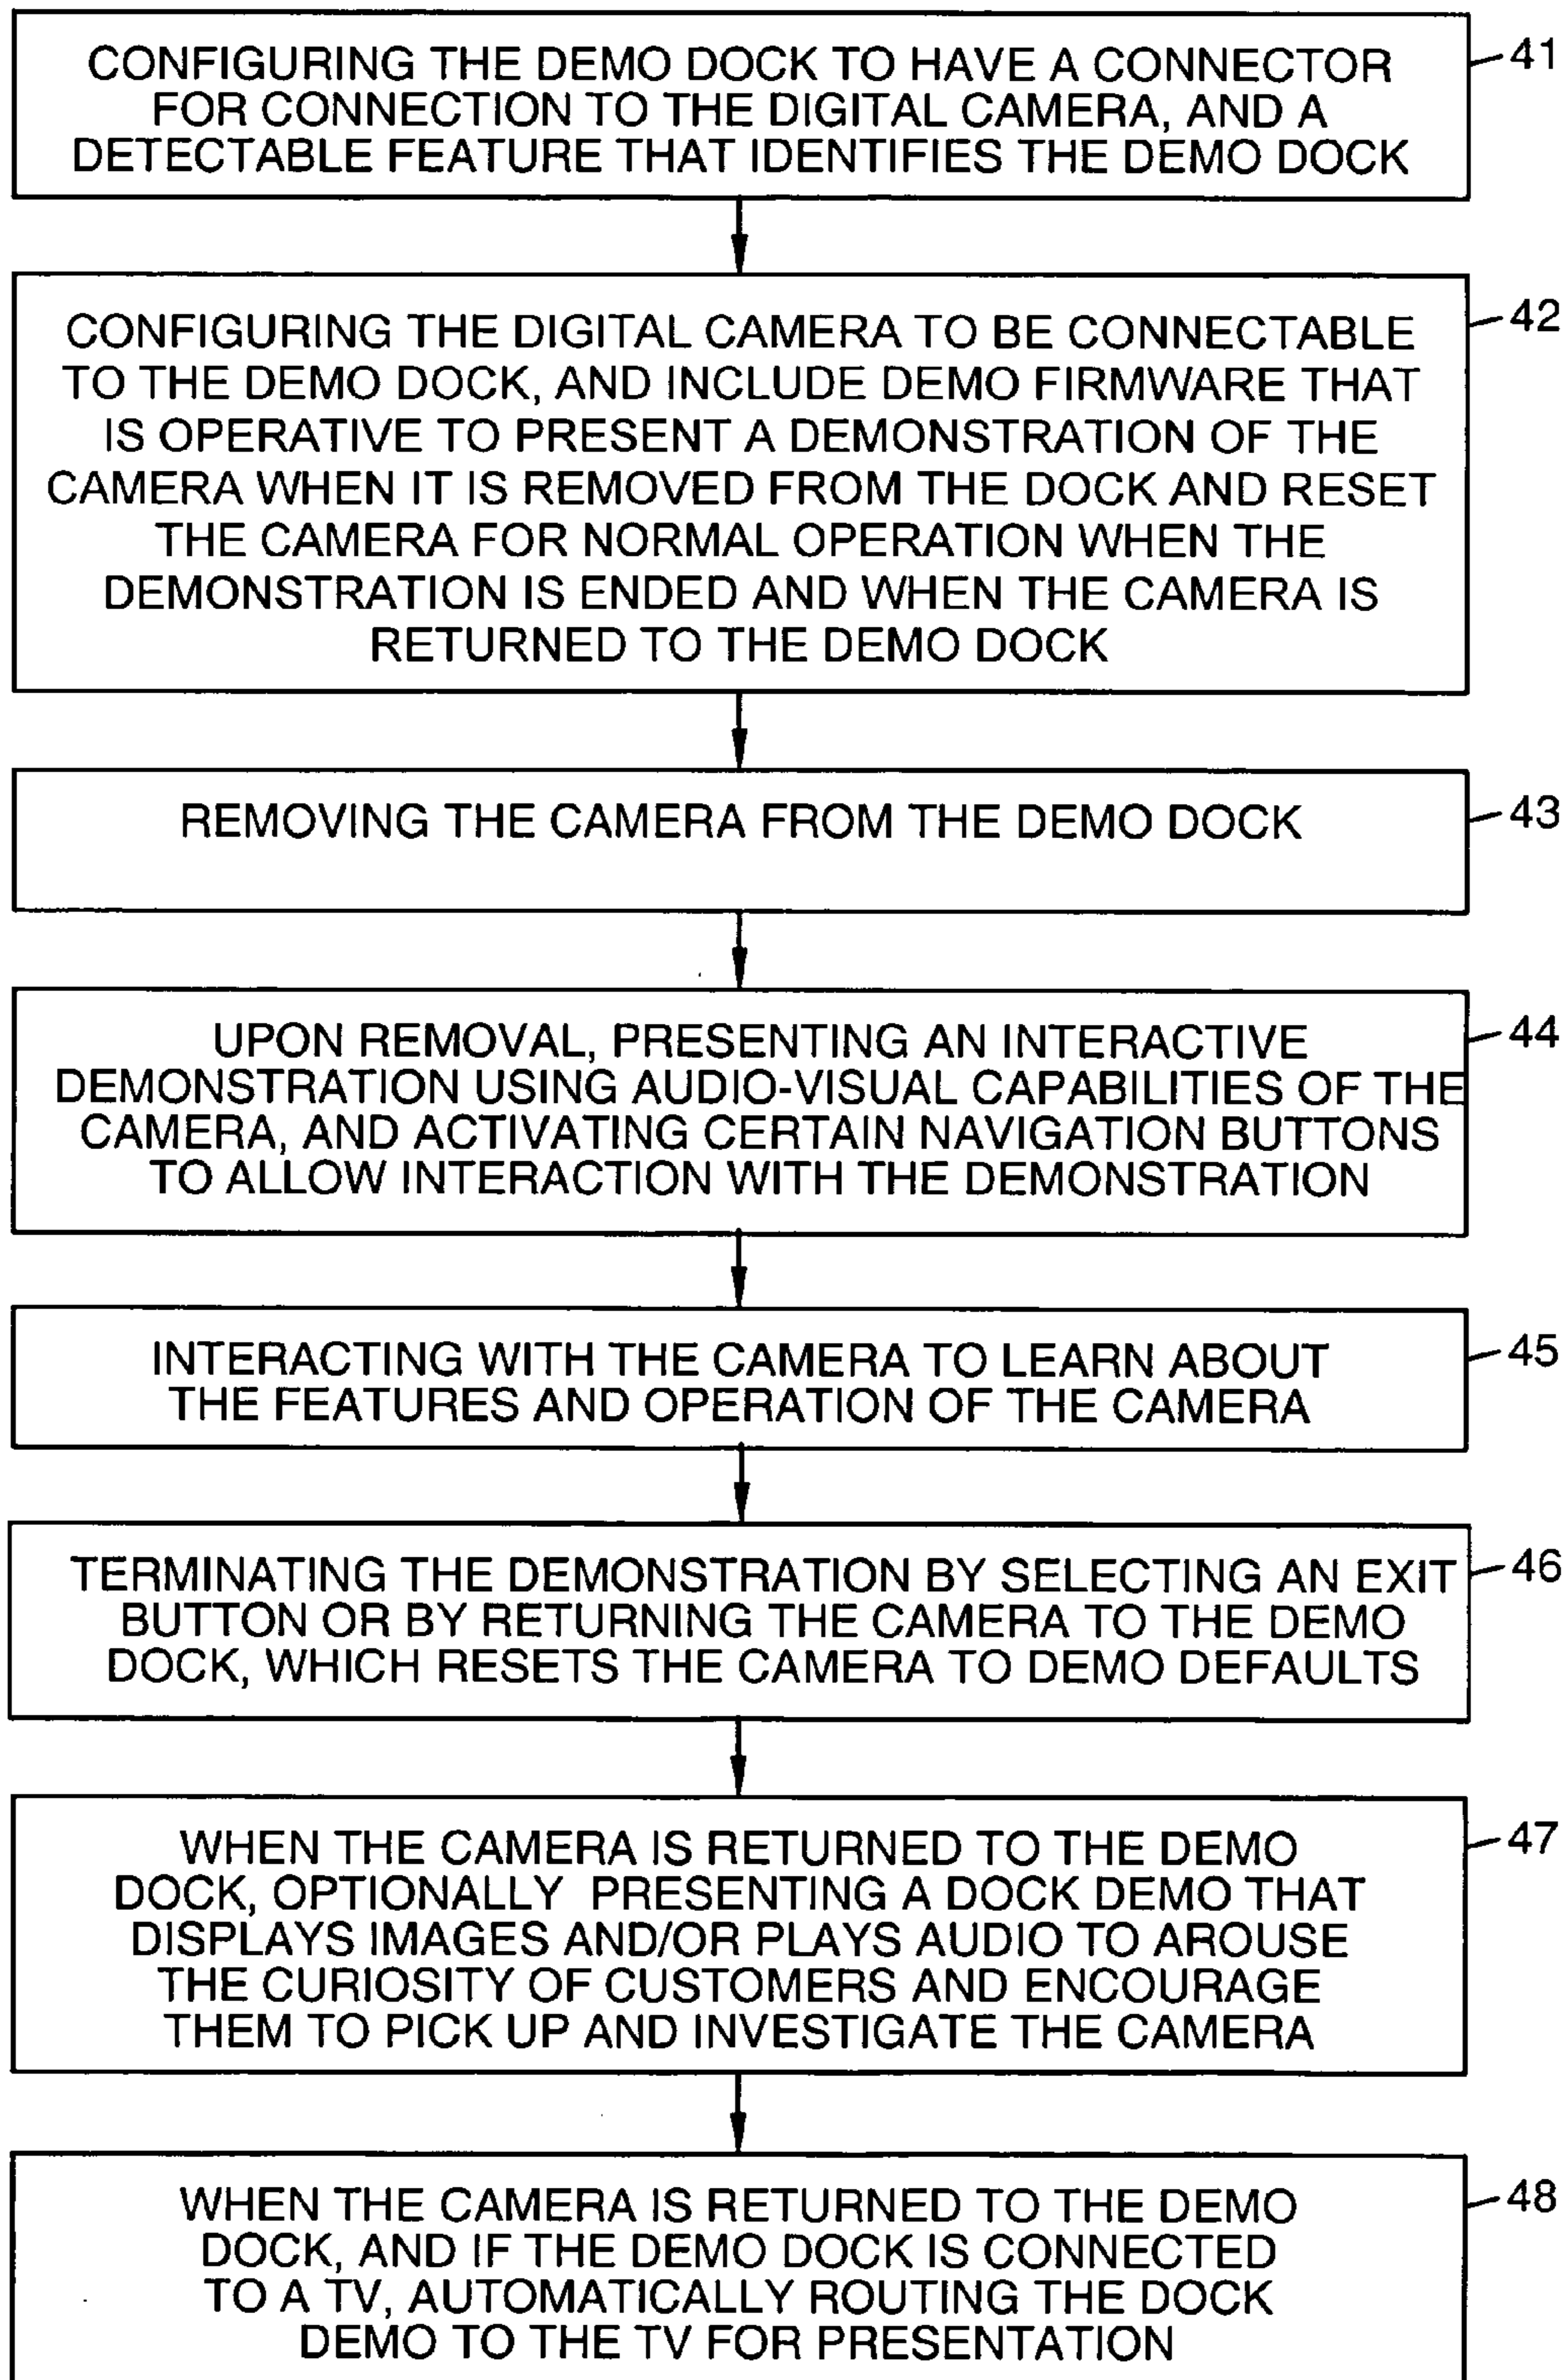 CONFIGURING THE DEMO DOCK TO HAVE A CONNECTOR
FOR CONNECTION TO THE DIGITAL CAMERA, AND A
DETECTABLE FEATURE THAT IDENTIFIES THE DEMO DOCK
41
CONFIGURING THE DIGITAL CAMERA TO BE CONNECTABLE
TO THE DEMO DOCK, AND INCLUDE DEMO FIRMWARE THAT
IS OPERATIVE TO PRESENT A DEMONSTRATION OF THE
CAMERA WHEN IT IS REMOVED FROM THE DOCK AND RESET
THE CAMERA FOR NORMAL OPERATION WHEN THE
DEMONSTRATION IS ENDED AND WHEN THE CAMERA IS
RETURNED TO THE DEMO DOCK
42
REMOVING THE CAMERA FROM THE DEMO DOCK
43
UPON REMOVAL, PRESENTING AN INTERACTIVE
DEMONSTRATION USING AUDIO-VISUAL CAPABILITIES OF THE
CAMERA, AND ACTIVATING CERTAIN NAVIGATION BUTTONS
TO ALLOW INTERACTION WITH THE DEMONSTRATION
44
INTERACTING WITH THE CAMERA TO LEARN ABOUT
THE FEATURES AND OPERATION OF THE CAMERA
45
TERMINATING THE DEMONSTRATION BY SELECTING AN EXIT
BUTTON OR BY RETURNING THE CAMERA TO THE DEMO
DOCK, WHICH RESETS THE CAMERA TO DEMO DEFAULTS
46
WHEN THE CAMERA IS RETURNED TO THE DEMO
DOCK, OPTIONALLY PRESENTING A DOCK DEMO THAT
DISPLAYS IMAGES AND/OR PLAYS AUDIO TO AROUSE
THE CURIOSITY OF CUSTOMERS AND ENCOURAGE
THEM TO PICK UP AND INVESTIGATE THE CAMERA
47
WHEN THE CAMERA IS RETURNED TO THE DEMO
DOCK, AND IF THE DEMO DOCK IS CONNECTED
TO A TV, AUTOMATICALLY ROUTING THE DOCK
DEMO TO THE TV FOR PRESENTATION
48